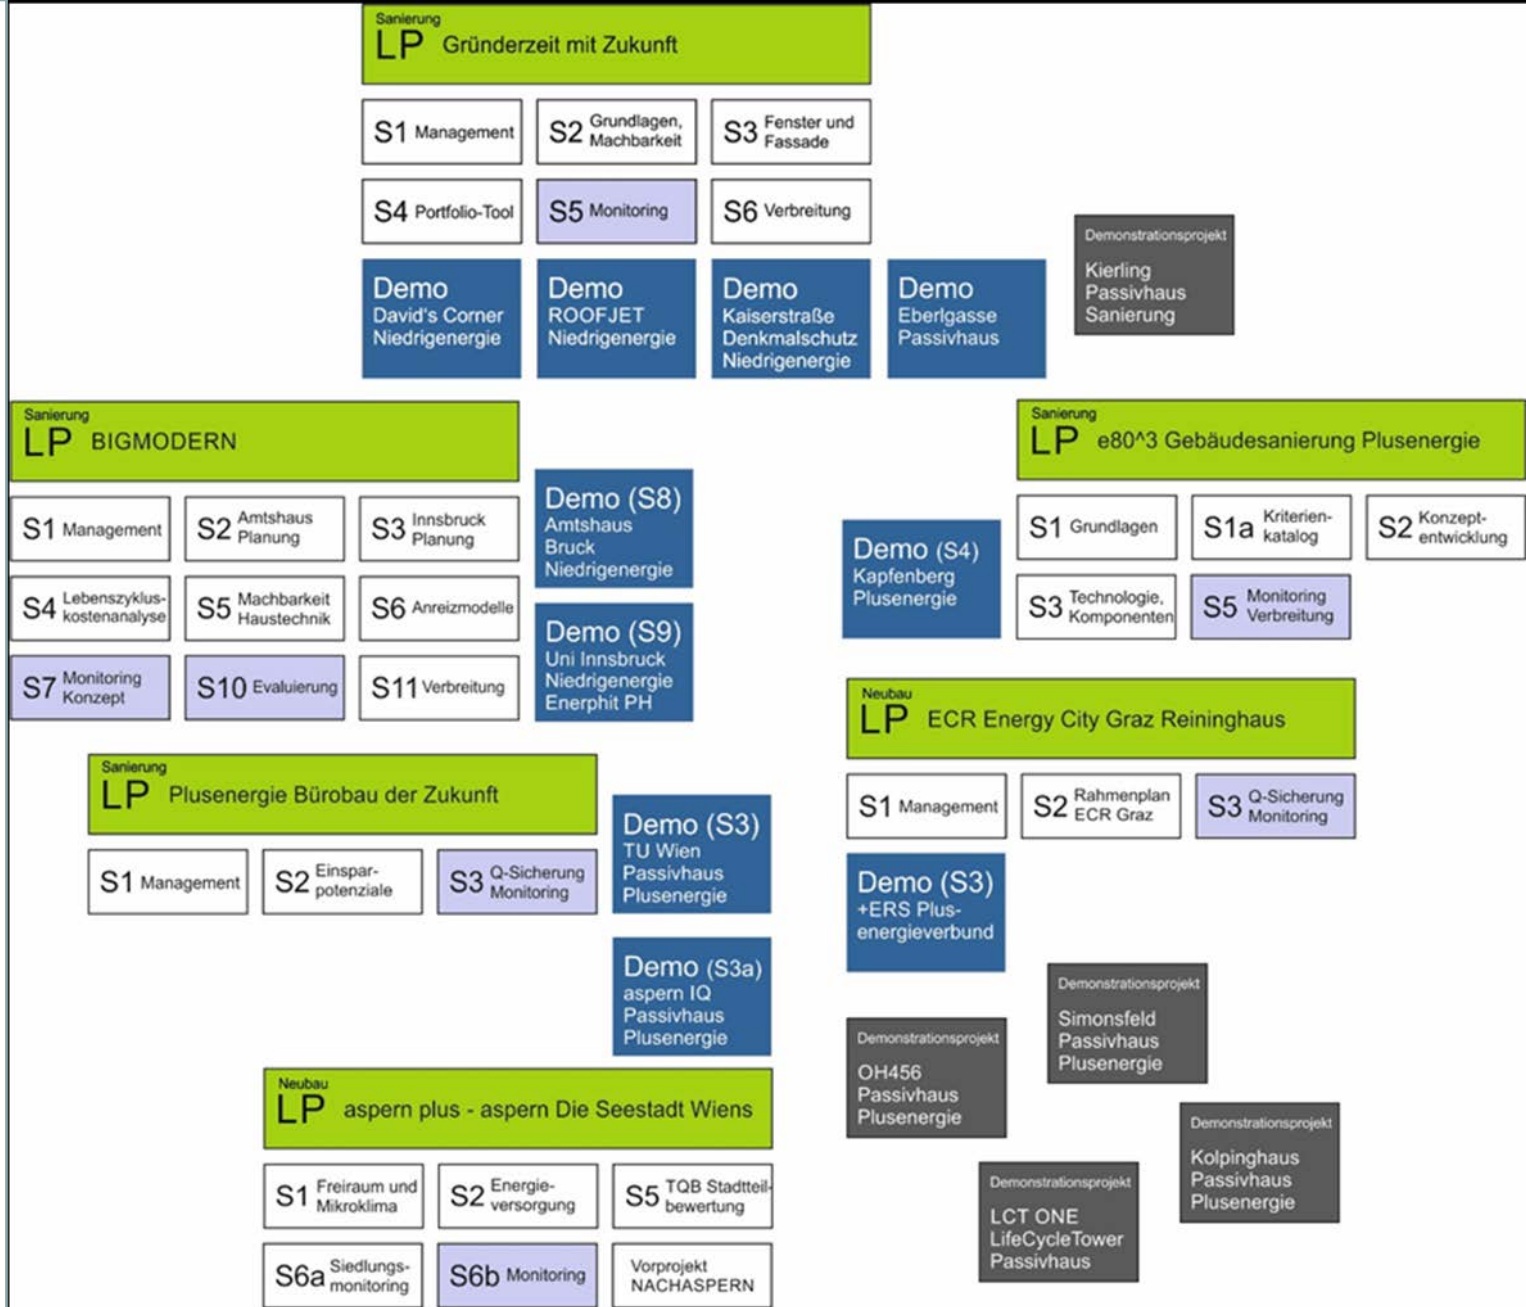 Sanierung
LP Gründerzeit mit Zukunft
S1 Management
S2 Grundlagen,
Machbarkeit
S3 Fenster und
Fassade
S4 Portfolio-Tool
S5 Monitoring
S6 Verbreitung
Demo
David's Corner
Niedrigenergie
Demo
ROOFJET
Niedrigenergie
Demo
Kaiserstraße
Denkmalschutz
Niedrigenergie
Demo
Eberlgasse
Passivhaus
Demonstrationsprojekt
Kierling
Passivhaus
Sanierung
Sanierung
LP BIGMODERN
S1 Management
S2 Amtshaus
Planung
S3 Innsbruck
Planung
S4 Lebenszyklus-
kostenanalyse
S5 Machbarkeit
Haustechnik
S6 Anreizmodelle
S7 Monitoring
Konzept
S10 Evaluierung
S11 Verbreitung
Demo (S8)
Amtshaus
Bruck
Niedrigenergie
Demo (S9)
Uni Innsbruck
Niedrigenergie
Enerphit PH
Sanierung
LP e80^3 Gebäudesanierung Plusenergie
Demo (S4)
Kapfenberg
Plusenergie
S1 Grundlagen
S1a Kriterien-
katalog
S2 Konzept-
entwicklung
S3 Technologie,
Komponenten
S5 Monitoring
Verbreitung
Sanierung
LP Plusenergie Bürobau der Zukunft
S1 Management
S2 Einspar-
potenziale
S3 Q-Sicherung
Monitoring
Demo (S3)
TU Wien
Passivhaus
Plusenergie
Demo (S3a)
aspern IQ
Passivhaus
Plusenergie
Neubau
LP ECR Energy City Graz Reininghaus
S1 Management
S2 Rahmenplan
ECR Graz
S3 Q-Sicherung
Monitoring
Demo (S3)
+ERS Plus-
energieverbund
Demonstrationsprojekt
Simonsfeld
Passivhaus
Plusenergie
Demonstrationsprojekt
OH456
Passivhaus
Plusenergie
Demonstrationsprojekt
Kolpinghaus
Passivhaus
Plusenergie
Demonstrationsprojekt
LCT ONE
LifeCycleTower
Passivhaus
Neubau
LP aspern plus - aspern Die Seestadt Wiens
S1 Freiraum und
Mikroklima
S2 Energie-
versorgung
S5 TQB Stadtteil-
bewertung
S6a Siedlungs-
monitoring
S6b Monitoring
Vorprojekt
NACHASPERN